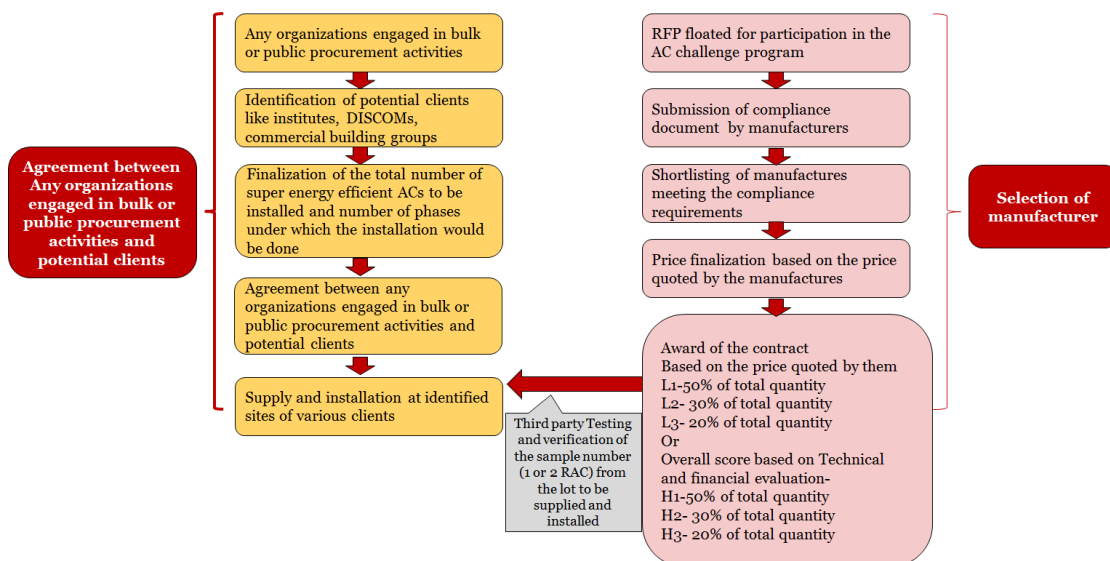 Agreement between
Any organizations
engaged in bulk or
public procurement
activities and
potential clients
Any organizations engaged in bulk
or public procurement activities
Identification of potential clients
like institutes, DISCOMs,
commercial building groups
Finalization of the total number of
super energy efficient ACs to be
installed and number of phases
under which the installation would
be done
Agreement between any
organizations engaged in bulk or
public procurement activities and
potential clients
Supply and installation at identified
sites of various clients
Third party Testing
and verification of
the sample number
(1 or 2 RAC) from
the lot to be
supplied and
installed
RFP floated for participation in the
AC challenge program
Submission of compliance
document by manufacturers
Shortlisting of manufactures
meeting the compliance
requirements
Price finalization based on the price
quoted by the manufactures
Award of the contract
Based on the price quoted by them
L1-50% of total quantity
L2- 30% of total quantity
L3- 20% of total quantity
Or
Overall score based on Technical
and financial evaluation-
H1-50% of total quantity
H2- 30% of total quantity
H3- 20% of total quantity
Selection of
manufacturer